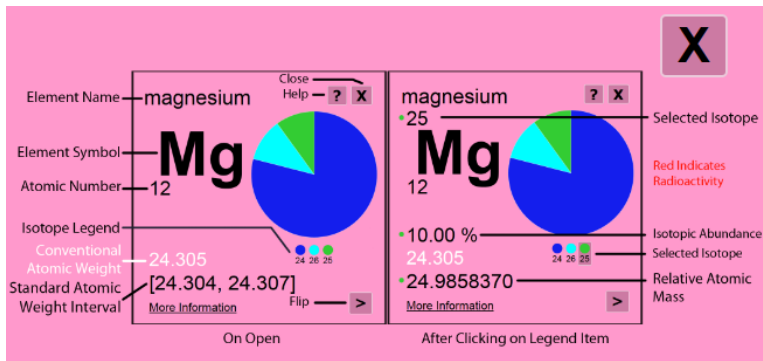 X
Close
Element Name
magnesium
Help
?
X
magnesium
?
X
25
Selected Isotope
Element Symbol
Mg
Mg
Red Indicates
Radioactivity
Atomic Number
12
12
Isotope Legend
10.00 %
Isotopic Abundance
Conventional
Atomic Weight
24.305
24 26 25
24.305
24 26 25
Selected Isotope
Standard Atomic
Weight Interval
[24.304, 24.307]
24.9858370
Relative Atomic
Mass
More Information
Flip
>
More Information
>
On Open
After Clicking on Legend Item